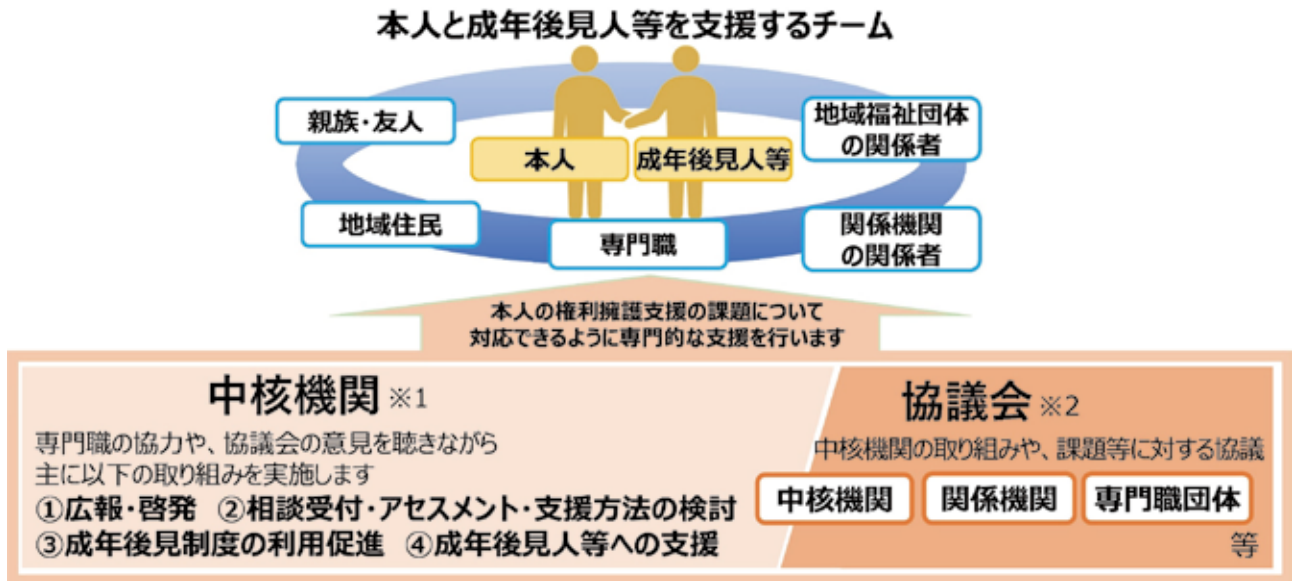 本人と成年後見人等を支援するチーム
親族・友人
地域福祉団体
の関係者
本人
成年後見人等
地域住民
専門職
関係機関
の関係者
本人の権利擁護支援の課題について
対応できるように専門的な支援を行います
中核機関※1
専門職の協力や、協議会の意見を聴きながら
主に以下の取り組みを実施します
①広報・啓発 ②相談受付・アセスメント・支援方法の検討
③成年後見制度の利用促進 ④成年後見人等への支援
協議会※2
中核機関の取り組みや、課題等に対する協議
中核機関
関係機関
専門職団体
等